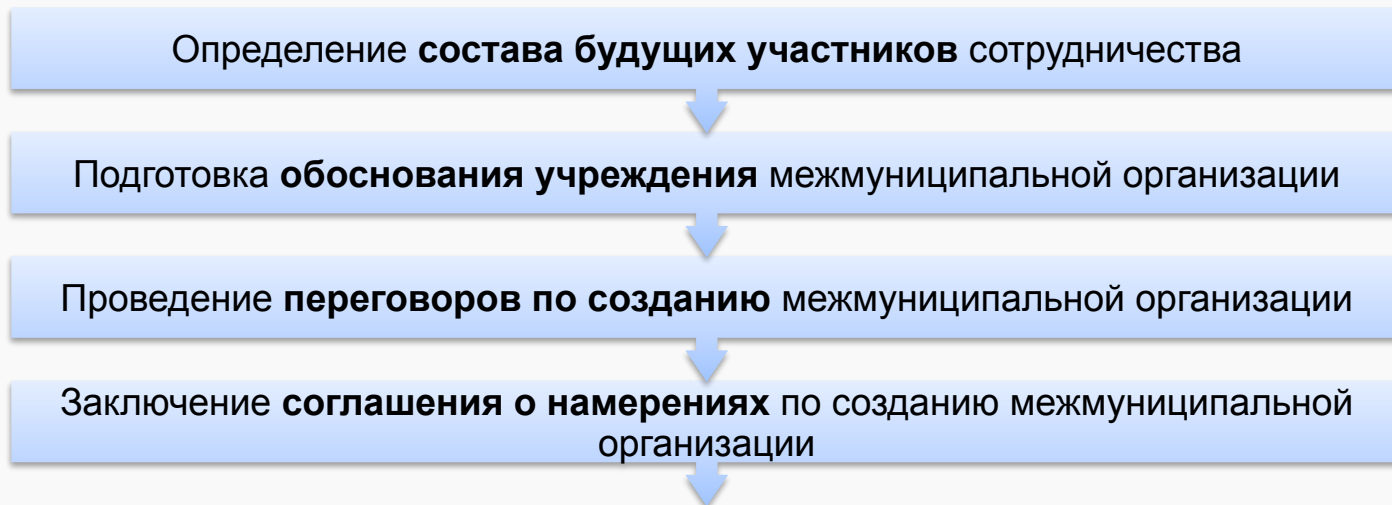 Определение состава будущих участников сотрудничества
Подготовка обоснования учреждения межмуниципальной организации
Проведение переговоров по созданию межмуниципальной организации
Заключение соглашения о намерениях по созданию межмуниципальной
организации